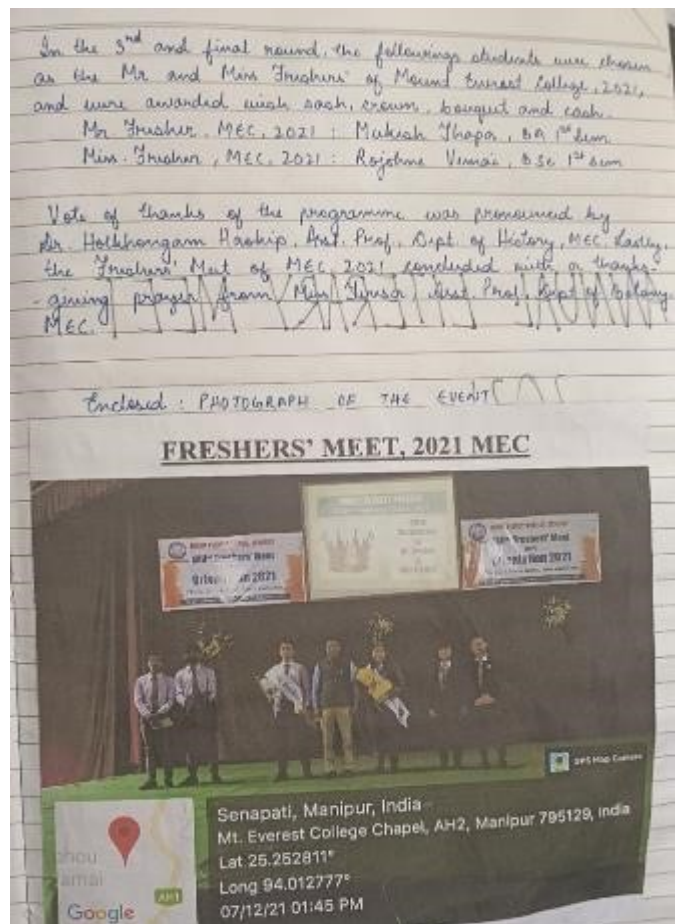 In the 3rd and final round, the followings students were chosen
as the Mr and Miss Freshers' of Mount Everest College, 2021,
and were awarded with sash, crown, bouquet and cash.
Mr Fresher, MEC, 2021 : Mukesh Thapa, BA 1st Sem
Miss. Fresher, MEC, 2021 : BSc 1st Sem
Vote of thanks of the programme was pronounced by
Dr. Holkhongam Haokip, Asst. Prof, Dept. of History, MEC. Lastly,
the Freshers' Meet of MEC, 2021, concluded with a thanks-
-giving prayer from Miss Asst. Prof, Dept of Botany
MEC.
Enclosed : PHOTOGRAPH OF THE EVENT
FRESHERS' MEET, 2021 MEC
Freshers' Meet
2021
Freshers' Meet
2021
GPS Map Camera
Senapati, Manipur, India
Mt. Everest College Chapel, AH2, Manipur 795129, India
Lat 25.252811°
Long 94.012777°
07/12/21 01:45 PM
Google